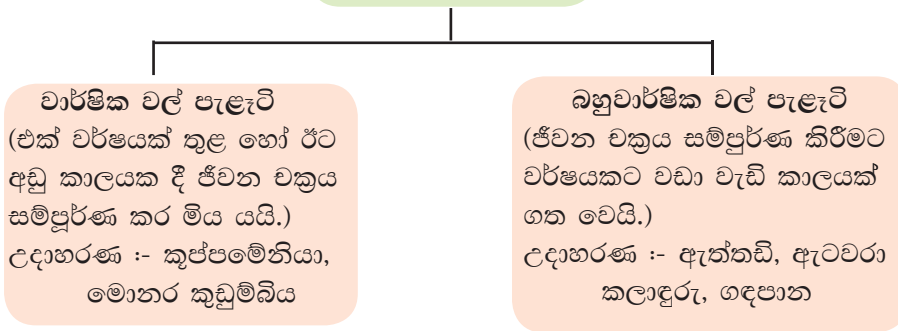 වාර්ෂික වල් පැළෑටි
(එක් වර්ෂයක් තුළ හෝ ඊට
අඩු කාලයක දී ජීවන චක්‍රය
සම්පූර්ණ කර මිය යයි.)
උදාහරණ :- කුප්පමේනියා,
මොනර කුඩුම්බිය
බහුවාර්ෂික වල් පැළෑටි
(ජීවන චක්‍රය සම්පුර්ණ කිරීමට
වර්ෂයකට වඩා වැඩි කාලයක්
ගත වෙයි.)
උදාහරණ :- ඇත්තඩි, ඇටවරා
කලාඳුරු, ගඳපාන